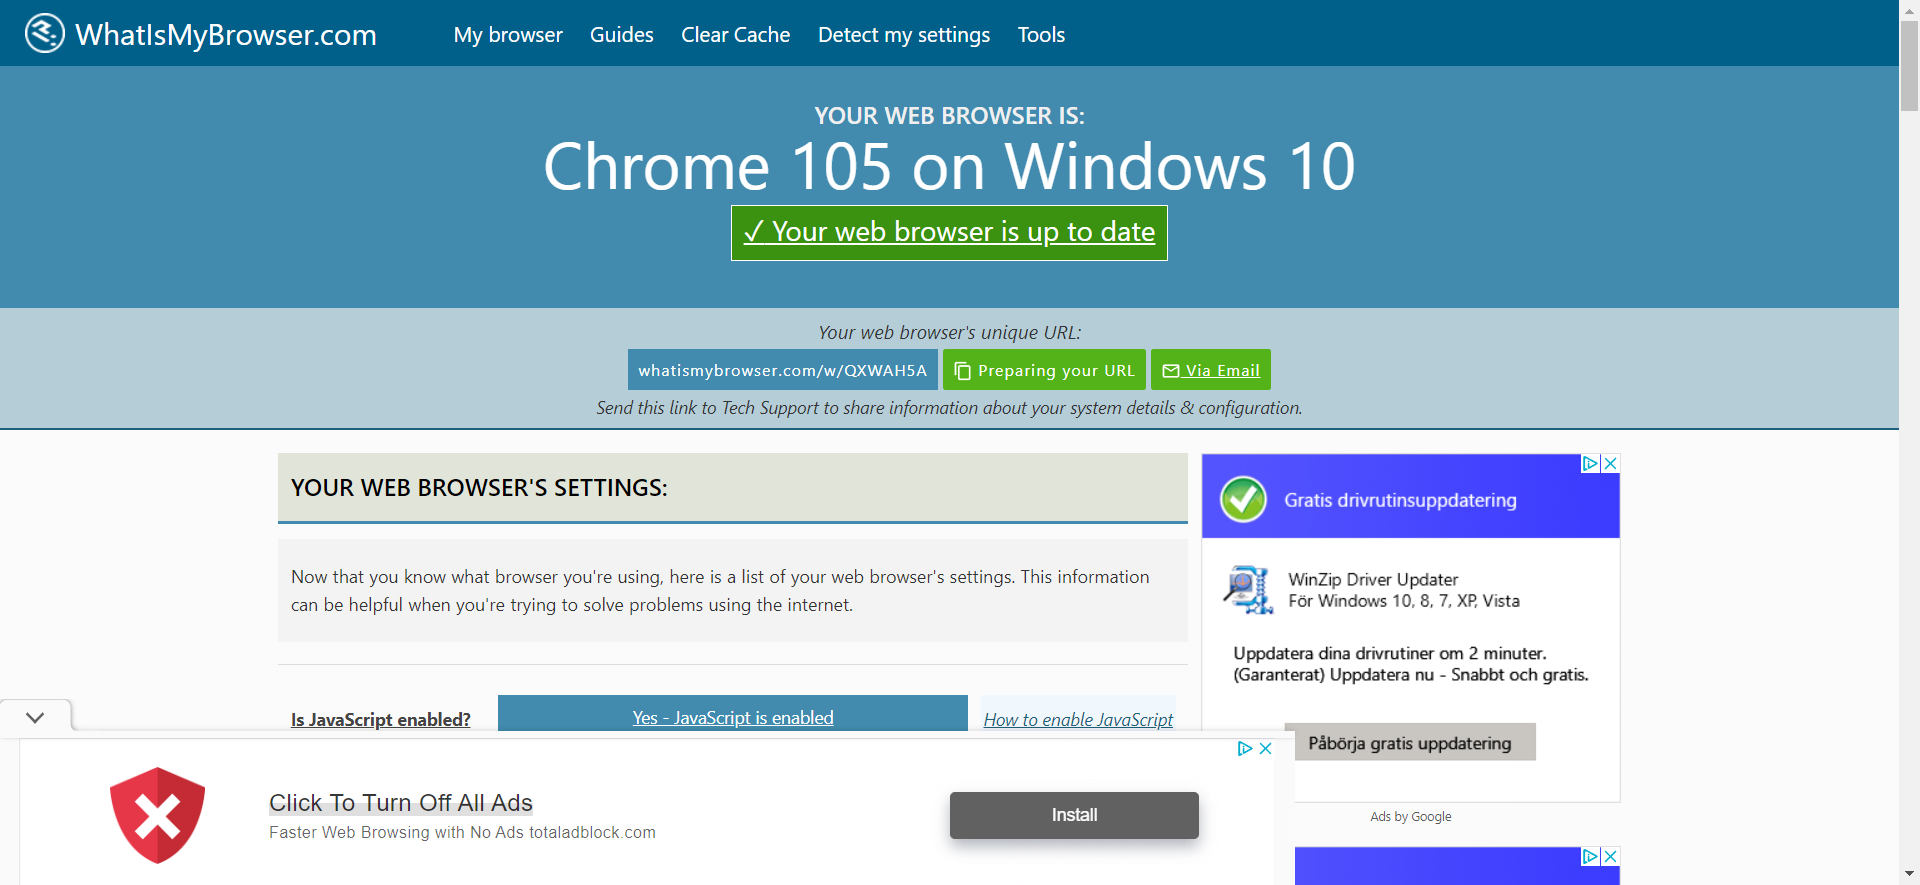 WhatIsMyBrowser.com
My browser
Guides
Clear Cache
Detect my settings
Tools
YOUR WEB BROWSER IS:
Chrome 105 on Windows 10
✓ Your web browser is up to date
Your web browser's unique URL:
whatismybrowser.com/w/QXWAH5A
Preparing your URL
Via Email
Send this link to Tech Support to share information about your system details & configuration.
YOUR WEB BROWSER'S SETTINGS:
Now that you know what browser you're using, here is a list of your web browser's settings. This information
can be helpful when you're trying to solve problems using the internet.
Is JavaScript enabled?
Yes - JavaScript is enabled
How to enable JavaScript
Gratis drivrutinsuppdatering
WinZip Driver Updater
För Windows 10, 8, 7, XP, Vista
Uppdatera dina drivrutiner om 2 minuter.
(Garanterat) Uppdatera nu - Snabbt och gratis.
Påbörja gratis uppdatering
Ads by Google
Click To Turn Off All Ads
Faster Web Browsing with No Ads totaladblock.com
Install